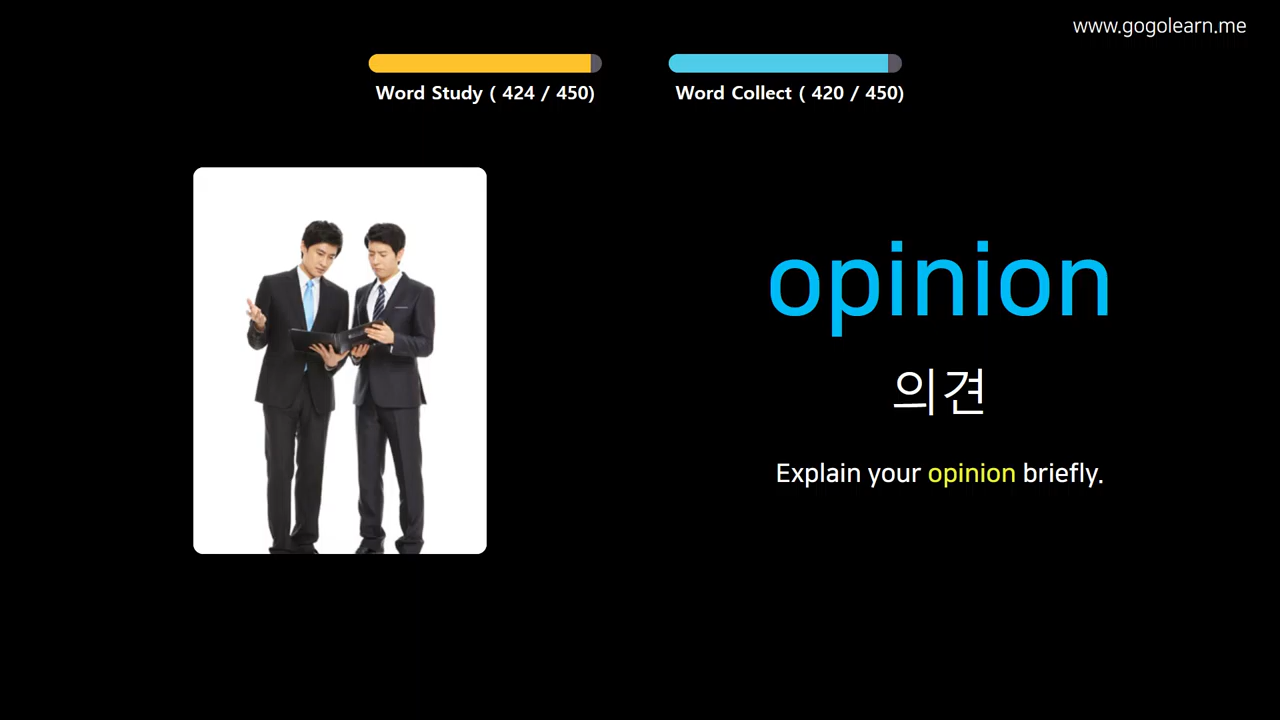 www.gogolearn.me
Word Study ( 424 / 450)
Word Collect ( 420 / 450)
opinion
의견
Explain your opinion briefly.